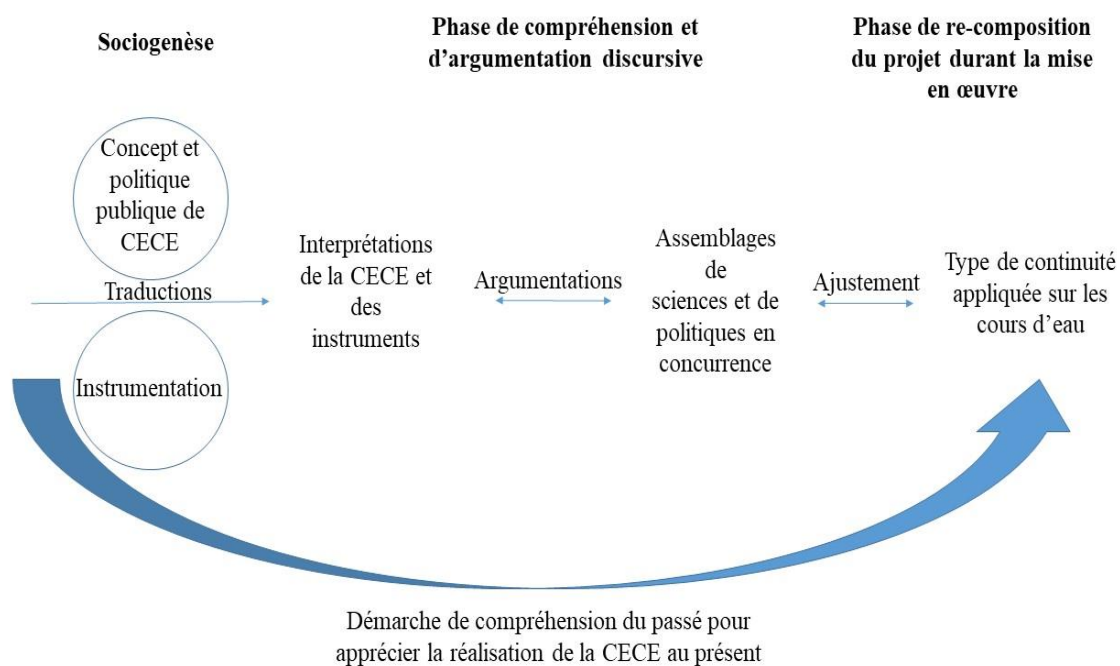 Sociogenèse
Phase de compréhension et
d'argumentation discursive
Phase de re-composition
du projet durant la mise
en œuvre
Concept et
politique
publique de
CECE
Traductions
Instrumentation
Interprétations
de la CECE et
des
instruments
Argumentations
Assemblages
de
sciences et de
politiques en
concurrence
Ajustement
Type de continuité
appliquée sur les
cours d'eau
Démarche de compréhension du passé pour
apprécier la réalisation de la CECE au présent